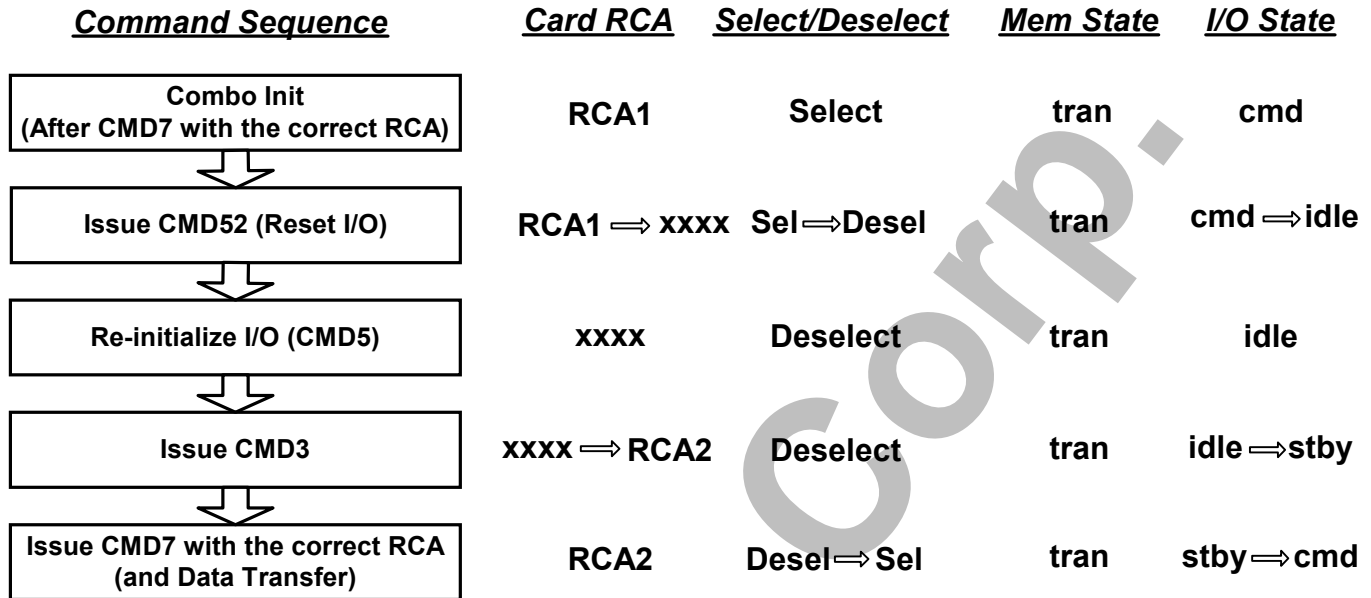 Command Sequence Card RCA Select/Deselect Mem State I/O State
Combo Init
(After CMD7 with the correct RCA) RCA1 Select tran cmd
Issue CMD52 (Reset I/O) RCA1 ⇒ xxxx Sel⇒Desel tran cmd ⇒idle
Re-initialize I/O (CMD5) xxxx Deselect tran idle
Issue CMD3 xxxx ⇒ RCA2 Deselect tran idle ⇒stby
Issue CMD7 with the correct RCA
(and Data Transfer) RCA2 Desel⇒ Sel tran stby⇒cmd
Corp.